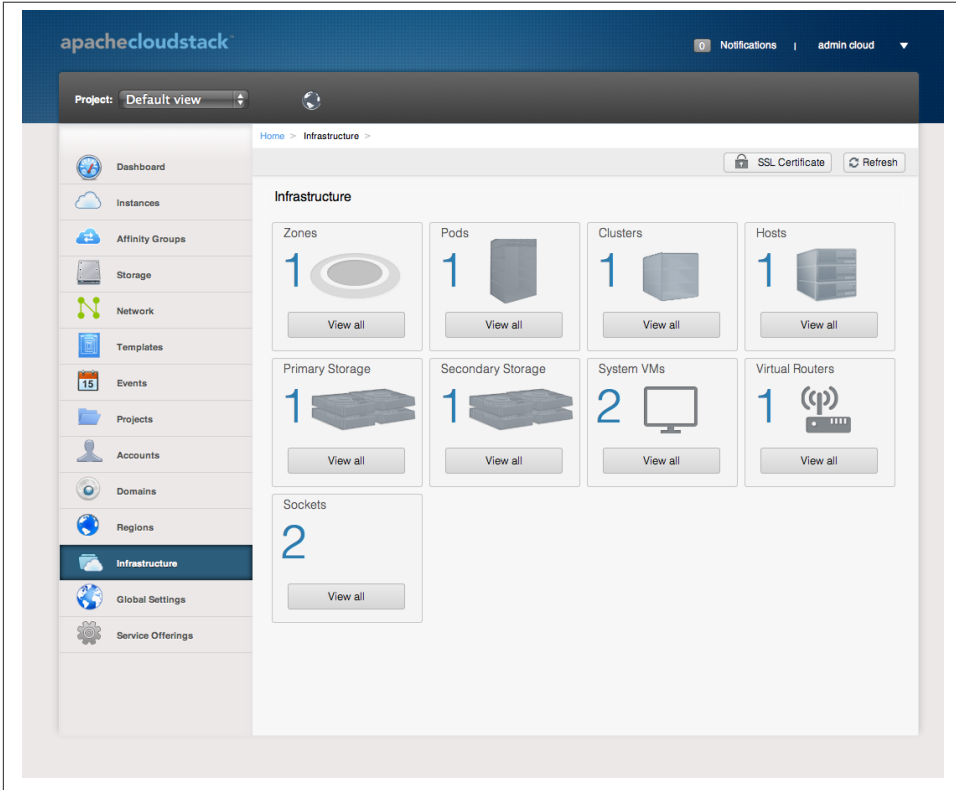 apachecloudstack™
0 Notifications | admin cloud
Project: Default view
Home > Infrastructure >
SSL Certificate
Refresh
Dashboard
Instances
Affinity Groups
Storage
Network
Templates
15 Events
Projects
Accounts
Domains
Regions
Infrastructure
Global Settings
Service Offerings
Infrastructure
Zones
1
View all
Pods
1
View all
Clusters
1
View all
Hosts
1
View all
Primary Storage
1
View all
Secondary Storage
1
View all
System VMs
2
View all
Virtual Routers
1
View all
Sockets
2
View all